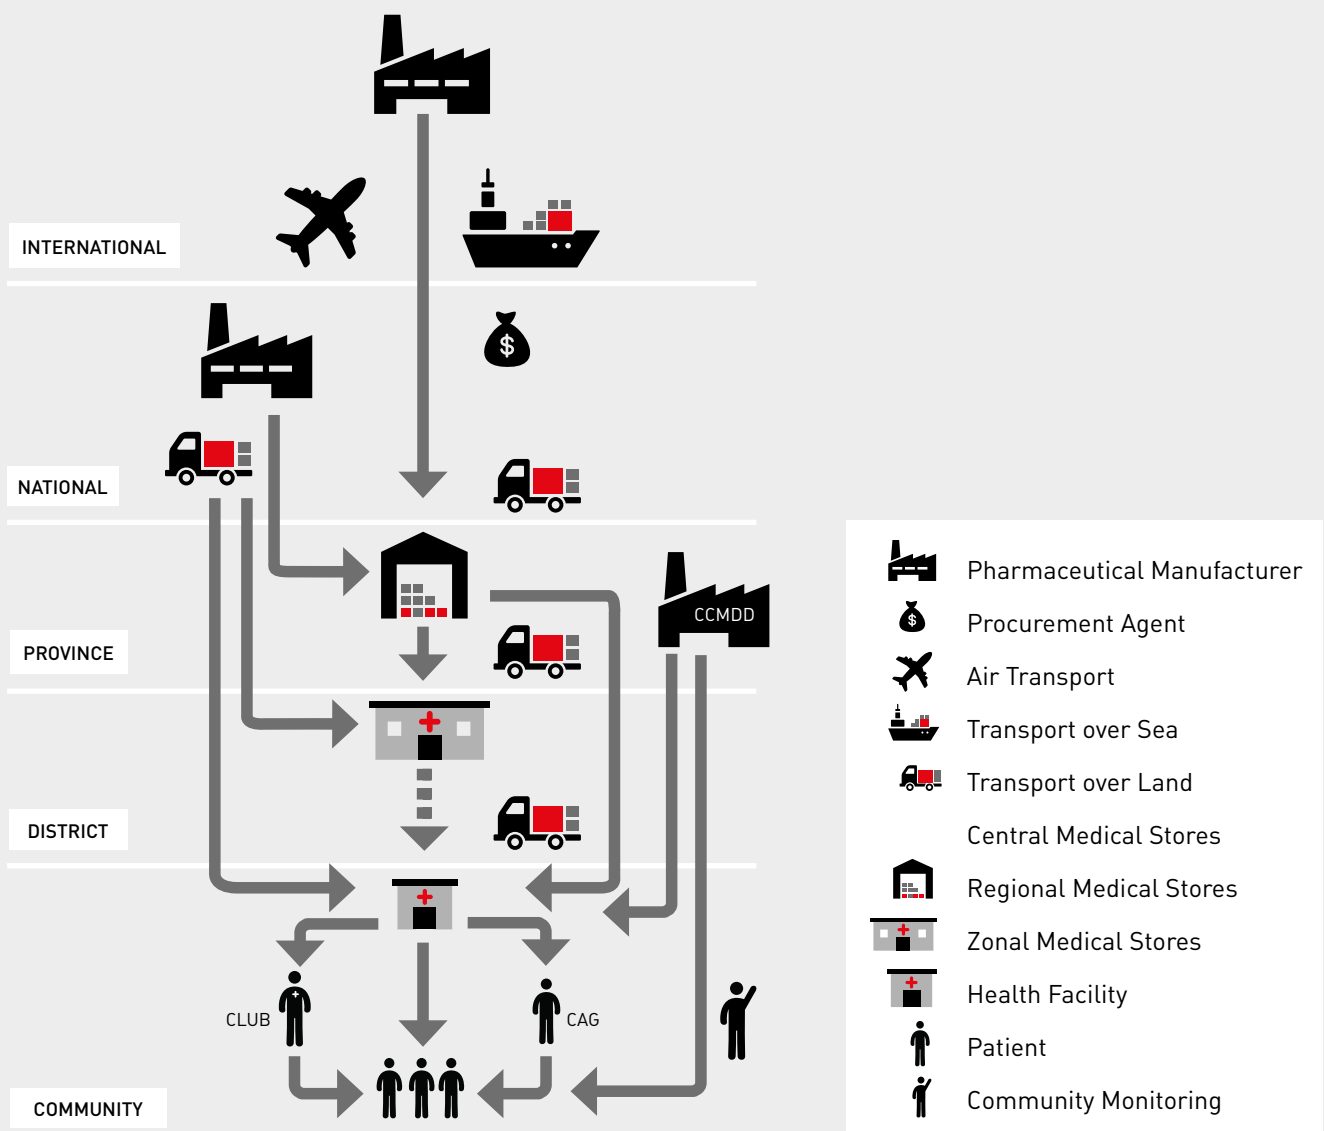 INTERNATIONAL
$
NATIONAL
PROVINCE
CCMDD
DISTRICT
CLUB
CAG
COMMUNITY
Pharmaceutical Manufacturer
$
Procurement Agent
Air Transport
Transport over Sea
Transport over Land
Central Medical Stores
Regional Medical Stores
Zonal Medical Stores
Health Facility
Patient
Community Monitoring